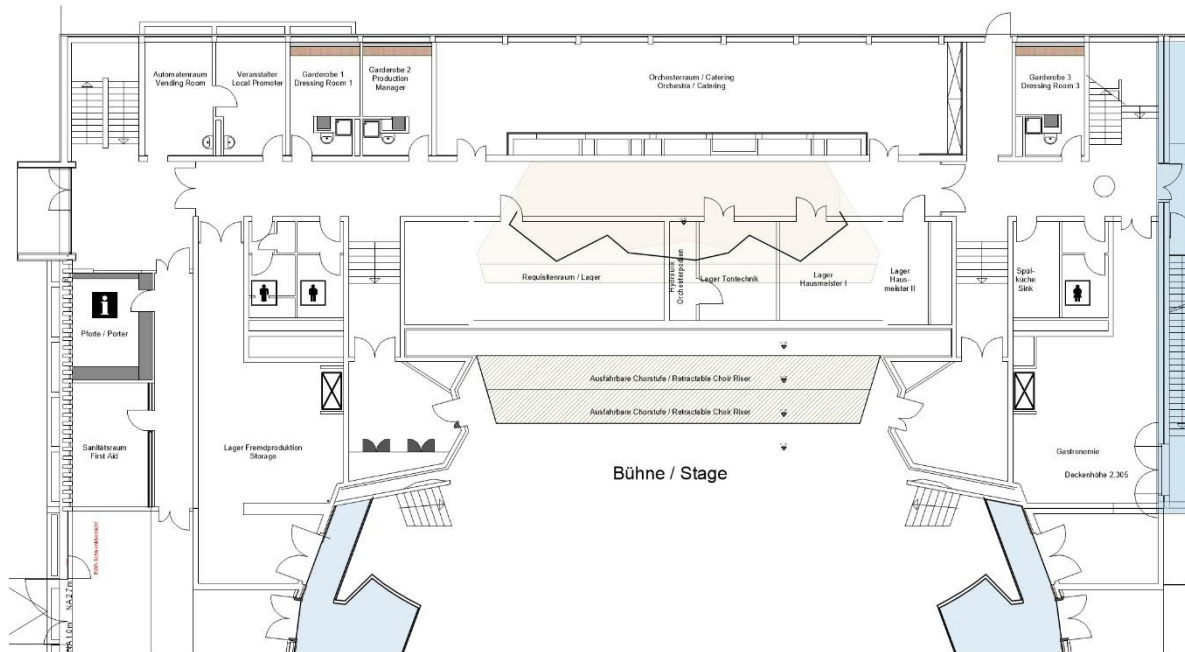 Automatenraum
Vending Room
Veranstalter
Local Promoter
Garderobe 1
Dressing Room 1
Garderobe 2
Production
Manager
Orchesterraum / Catering
Orchestra / Catering
Garderobe 3
Dressing Room 3
Requisitenraum / Lager
Hydraulik
Orchesterpodien
Lager Tontechnik
Lager
Hausmeister I
Lager
Haus-
meister II
Spül-
küche
Sink
i
Pforte / Porter
Ausfahrbare Chorstufe / Retractable Choir Riser
Ausfahrbare Chorstufe / Retractable Choir Riser
Sanitätsraum
First Aid
Lager Fremdproduktion
Storage
Bühne / Stage
Gastronomie
Deckenhöhe 2,305